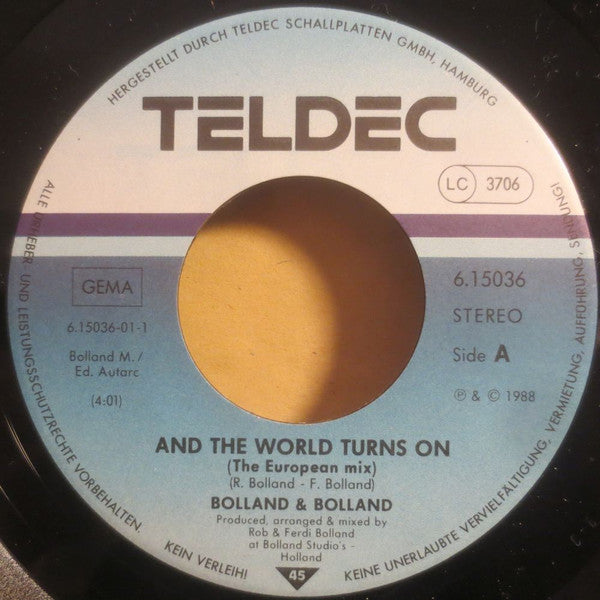 HERGESTELLT DURCH TELDEC SCHALLPLATTEN GMBH, HAMBURG
TELDEC
LC 3706
GEMA
6.15036-01-1
Bolland M./
Ed. Autarc
(4:01)
6.15036
STEREO
Side A
℗ & © 1988
AND THE WORLD TURNS ON
(The European mix)
(R. Bolland - F. Bolland)
BOLLAND & BOLLAND
Produced, arranged & mixed by
Rob & Ferdi Bolland
at Bolland Studio's -
Holland
45
ALLE URHEBER UND LEISTUNGSSCHUTZRECHTE VORBEHALTEN.
KEIN VERLEIH!
KEINE UNERLAUBTE VERVIELFÄLTIGUNG, VERMIETUNG, AUFFÜHRUNG, SENDUNG!